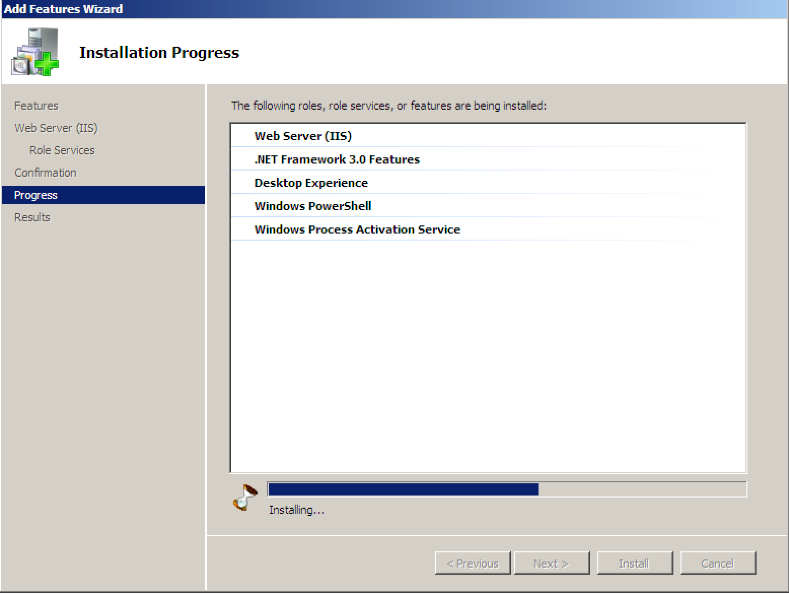 Add Features Wizard
Installation Progress
Features
Web Server (IIS)
Role Services
Confirmation
Progress
Results
The following roles, role services, or features are being installed:
Web Server (IIS)
.NET Framework 3.0 Features
Desktop Experience
Windows PowerShell
Windows Process Activation Service
Installing...
< Previous
Next >
Install
Cancel